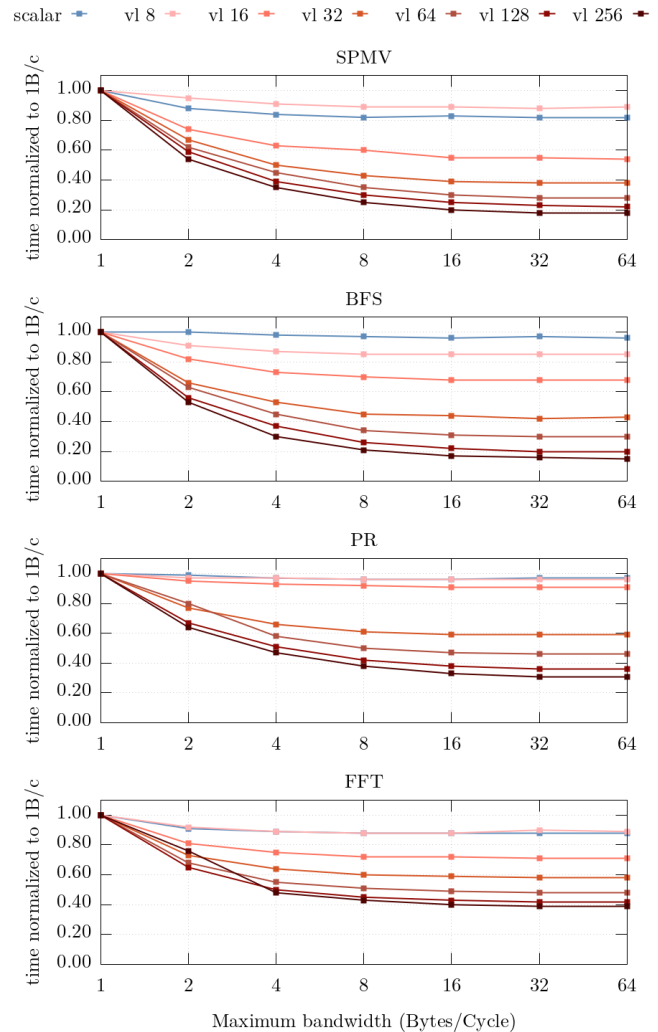 scalar vl 8 vl 16 vl 32 vl 64 vl 128 vl 256
SPMV
time normalized to 1B/c
1.00
0.80
0.60
0.40
0.20
0.00
1 2 4 8 16 32 64
BFS
time normalized to 1B/c
1.00
0.80
0.60
0.40
0.20
0.00
1 2 4 8 16 32 64
PR
time normalized to 1B/c
1.00
0.80
0.60
0.40
0.20
0.00
1 2 4 8 16 32 64
FFT
time normalized to 1B/c
1.00
0.80
0.60
0.40
0.20
0.00
1 2 4 8 16 32 64
Maximum bandwidth (Bytes/Cycle)